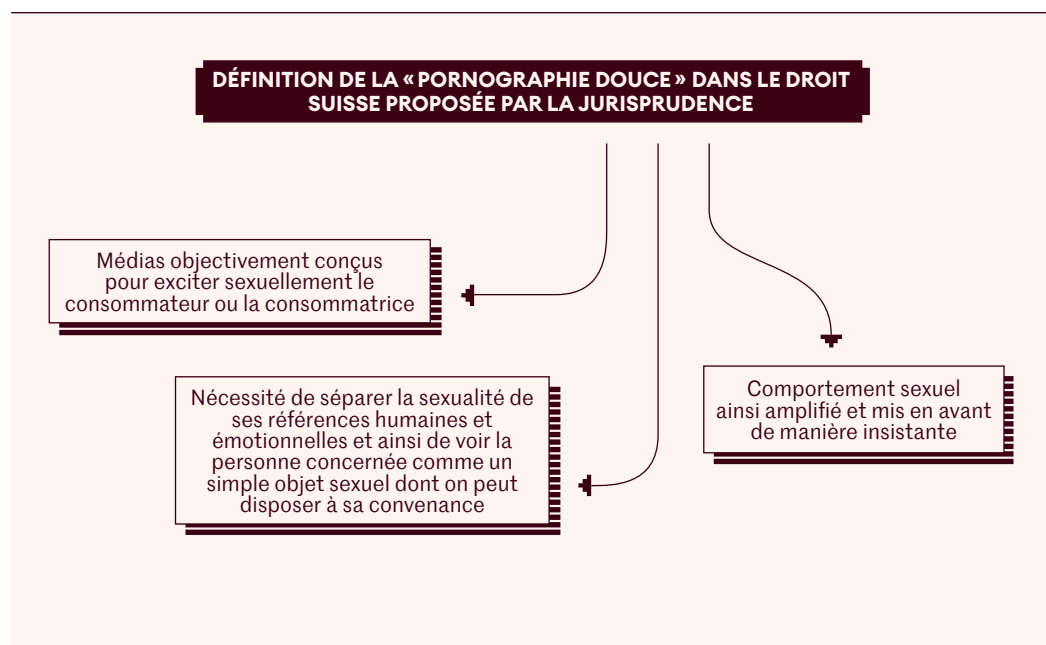 DÉFINITION DE LA « PORNOGRAPHIE DOUCE » DANS LE DROIT
SUISSE PROPOSÉE PAR LA JURISPRUDENCE
Médias objectivement conçus
pour exciter sexuellement le
consommateur ou la consommatrice
Nécessité de séparer la sexualité de
ses références humaines et
émotionnelles et ainsi de voir la
personne concernée comme un
simple objet sexuel dont on peut
disposer à sa convenance
Comportement sexuel
ainsi amplifié et mis en avant
de manière insistante